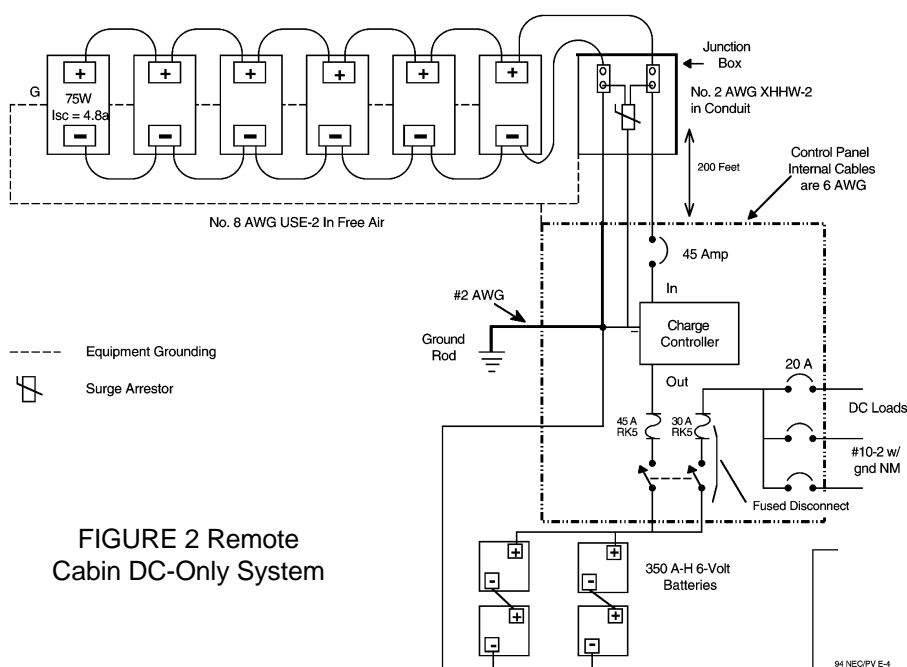 + + + + + +
G
75W
Isc = 4.8a
- - - - - -
Junction
Box
No. 2 AWG XHHW-2
in Conduit
200 Feet
Control Panel
Internal Cables
are 6 AWG
No. 8 AWG USE-2 In Free Air
45 Amp
In
#2 AWG
Ground
Rod
-
Charge
Controller
Out
Equipment Grounding
Surge Arrestor
20 A
DC Loads
45 A
RK5
30 A
RK5
#10-2 w/
gnd NM
Fused Disconnect
FIGURE 2 Remote
Cabin DC-Only System
+ +
- -
350 A-H 6-Volt
Batteries
+ +
- -
94 NEC/PV E-4